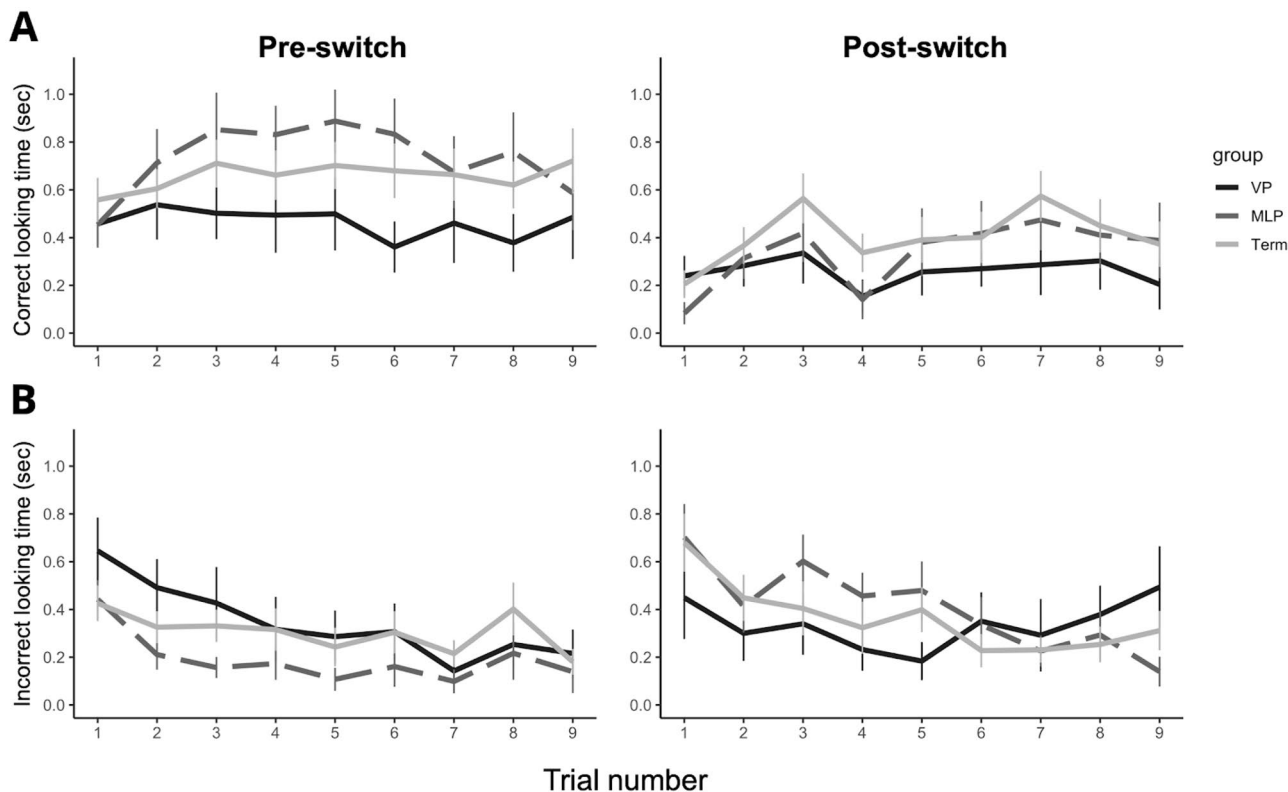 A
Pre-switch
Post-switch
Correct looking time (sec)
1.0
0.8
0.6
0.4
0.2
0.0
1 2 3 4 5 6 7 8 9
1.0
0.8
0.6
0.4
0.2
0.0
1 2 3 4 5 6 7 8 9
group
VP
MLP
Term
B
Incorrect looking time (sec)
1.0
0.8
0.6
0.4
0.2
0.0
1 2 3 4 5 6 7 8 9
1.0
0.8
0.6
0.4
0.2
0.0
1 2 3 4 5 6 7 8 9
Trial number